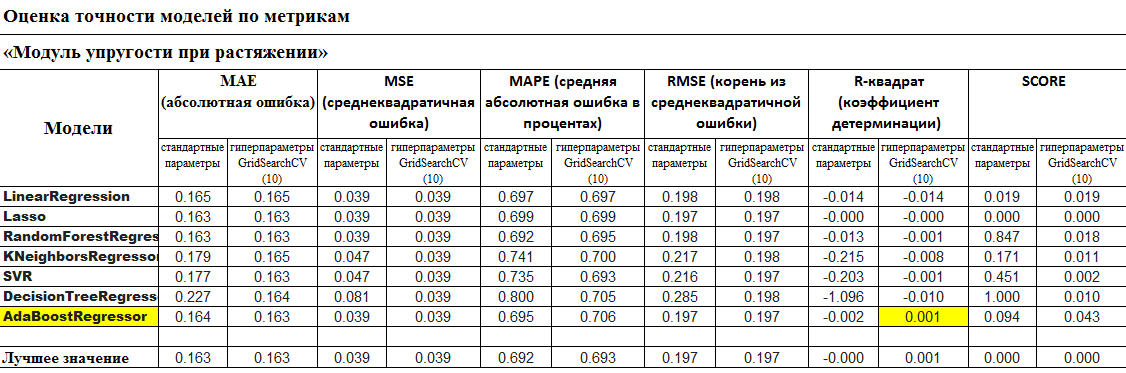 Оценка точности моделей по метрикам
«Модуль упругости при растяжении»
Модели MAE (абсолютная ошибка) MSE (среднеквадратичная ошибка) MAPE (средняя абсолютная ошибка в процентах) RMSE (корень из среднеквадратичной ошибки) R-квадрат (коэффициент детерминации) SCORE
стандартные параметры гиперпараметры GridSearchCV (10) стандартные параметры гиперпараметры GridSearchCV (10) стандартные параметры гиперпараметры GridSearchCV (10) стандартные параметры гиперпараметры GridSearchCV (10) стандартные параметры гиперпараметры GridSearchCV (10) стандартные параметры гиперпараметры GridSearchCV (10)
LinearRegression 0.165 0.165 0.039 0.039 0.697 0.697 0.198 0.198 -0.014 -0.014 0.019 0.019
Lasso 0.163 0.163 0.039 0.039 0.699 0.699 0.197 0.197 -0.000 -0.000 0.000 0.000
RandomForestRegres 0.163 0.163 0.039 0.039 0.692 0.695 0.198 0.197 -0.013 -0.001 0.847 0.018
KNeighborsRegressor 0.179 0.165 0.047 0.039 0.741 0.700 0.217 0.198 -0.215 -0.008 0.171 0.011
SVR 0.177 0.163 0.047 0.039 0.735 0.693 0.216 0.197 -0.203 -0.001 0.451 0.002
DecisionTreeRegress 0.227 0.164 0.081 0.039 0.800 0.705 0.285 0.198 -1.096 -0.010 1.000 0.010
AdaBoostRegressor 0.164 0.163 0.039 0.039 0.695 0.706 0.197 0.197 -0.002 0.001 0.094 0.043
Лучшее значение 0.163 0.163 0.039 0.039 0.692 0.693 0.197 0.197 -0.000 0.001 0.000 0.000